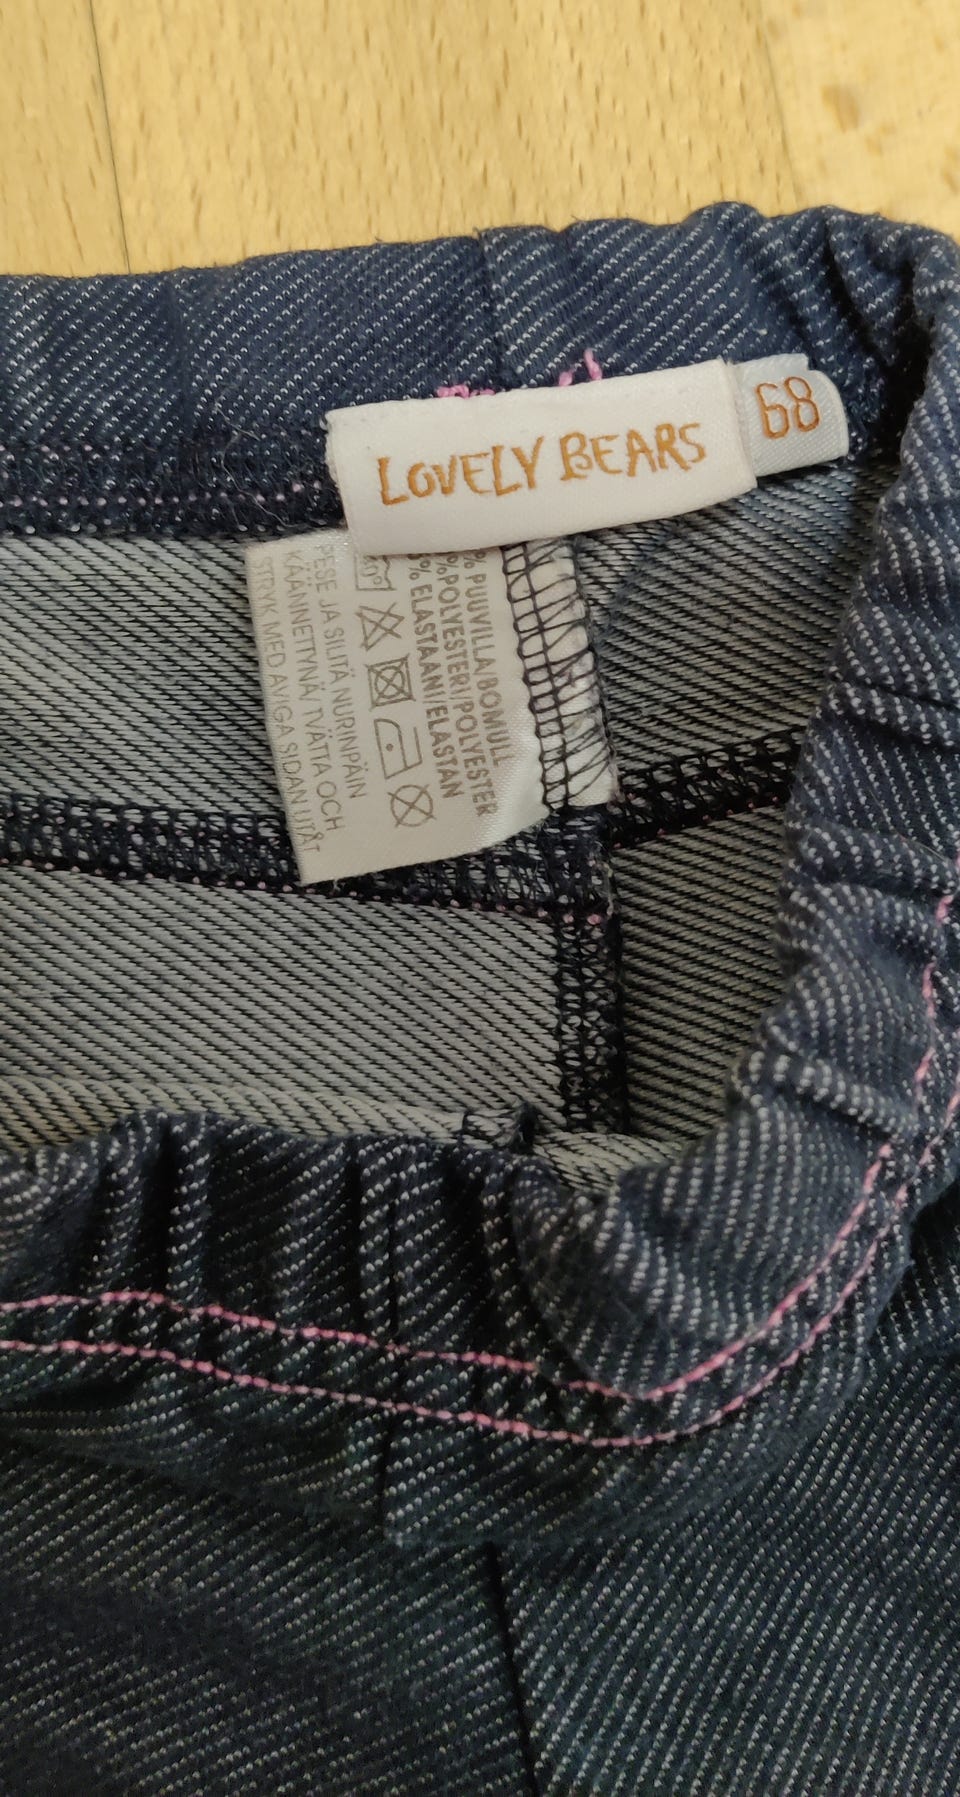 LOVELY BEARS
68
% PUUVILLA/BOMULL
% POLYESTERI/POLYESTER
% ELASTAANI/ELASTAN
PESE JA SILITÄ NURINPÄIN
KÄÄNNETTYNÄ/TVÄTTA OCH
STRYK MED AVIGA SIDAN UTÅT